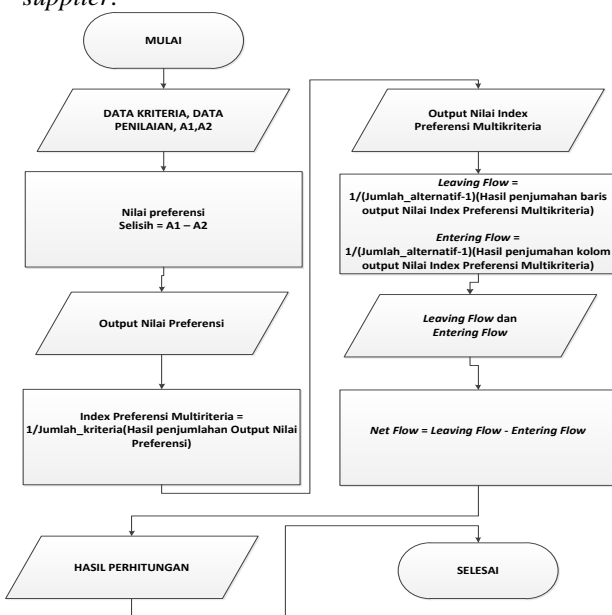 supplier.
MULAI
DATA KRITERIA, DATA
PENILAIAN, A1,A2
Nilai preferensi
Selisih = A1 – A2
Output Nilai Preferensi
Index Preferensi Multiriteria =
1/Jumlah_kriteria(Hasil penjumlahan Output Nilai
Preferensi)
Output Nilai Index
Preferensi Multikriteria
Leaving Flow =
1/(Jumlah_alternatif-1)(Hasil penjumahan baris
output Nilai Index Preferensi Multikriteria)
Entering Flow =
1/(Jumlah_alternatif-1)(Hasil penjumahan kolom
output Nilai Index Preferensi Multikriteria)
Leaving Flow dan
Entering Flow
Net Flow = Leaving Flow - Entering Flow
HASIL PERHITUNGAN
SELESAI